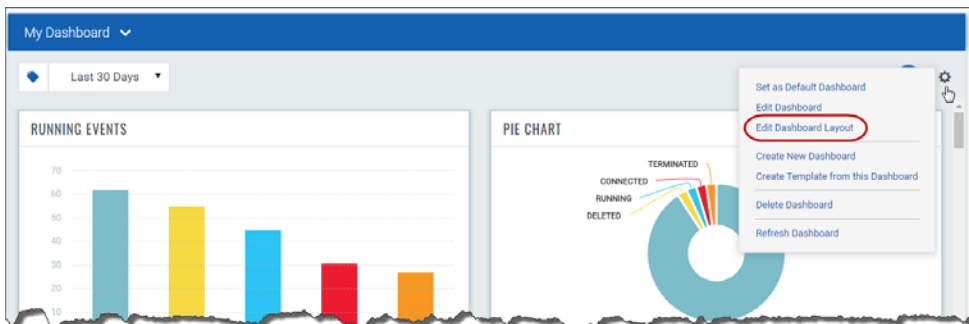 My Dashboard
Last 30 Days
Set as Default Dashboard
Edit Dashboard
Edit Dashboard Layout
Create New Dashboard
Create Template from this Dashboard
Delete Dashboard
Refresh Dashboard
RUNNING EVENTS
70
60
50
40
30
20
10
PIE CHART
TERMINATED
CONNECTED
RUNNING
DELETED